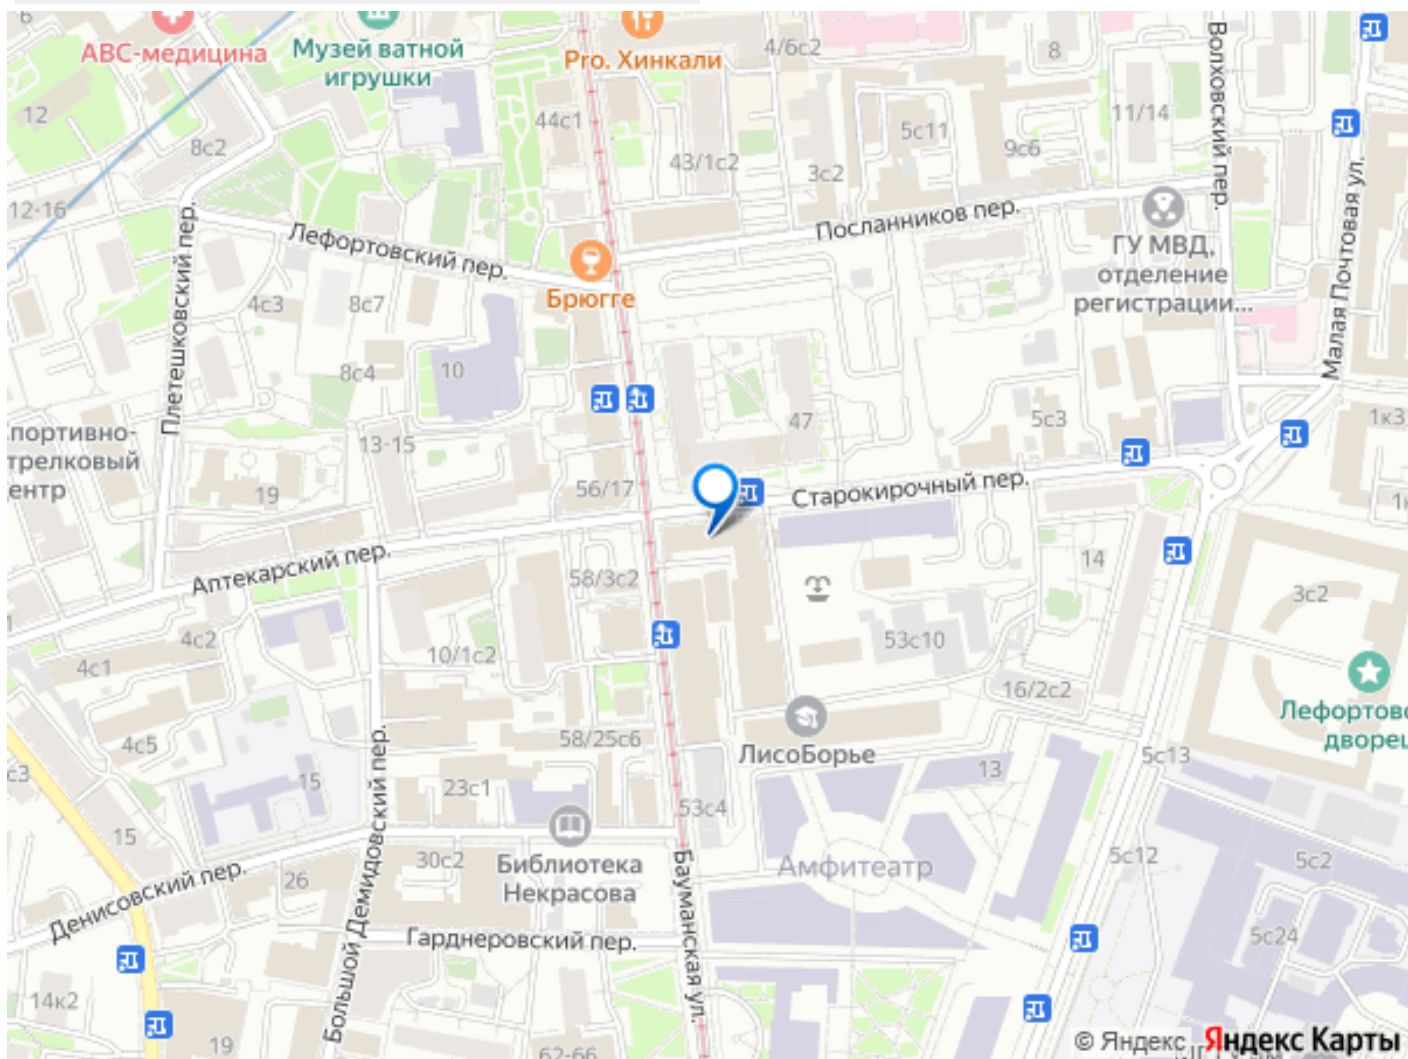 6
АВС-медицина
Музей ватной
игрушки
Pro. Хинкали
4/6с2
8
Волховский пер.
12
44с1
8с2
43/1с2
5с11
3с2
9с6
11/14
Малая Почтовая ул.
12-16
Плетешковский пер.
Лефортовский пер.
Посланников пер.
ГУ МВД,
отделение
регистрации...
Брюгге
4с3
8с7
8с4
10
47
5с3
1к3
портивно-
трелковый
ентр
13-15
19
56/17
Старокирочный пер.
Аптекарский пер.
58/3с2
14
3с2
4с2
4с1
10/1с2
53с10
16/2с2
Лефортово
дворец
4с5
58/25с6
ЛисоБорье
13
5с13
с3
15
23с1
53с4
15
Большой Демидовский пер.
30с2
Библиотека
Некрасова
Бауманская ул.
Амфитеатр
5с12
5с2
Денисовский пер.
26
Гарднеровский пер.
5с24
14к2
19
62-66
© Яндекс Яндекс Карты